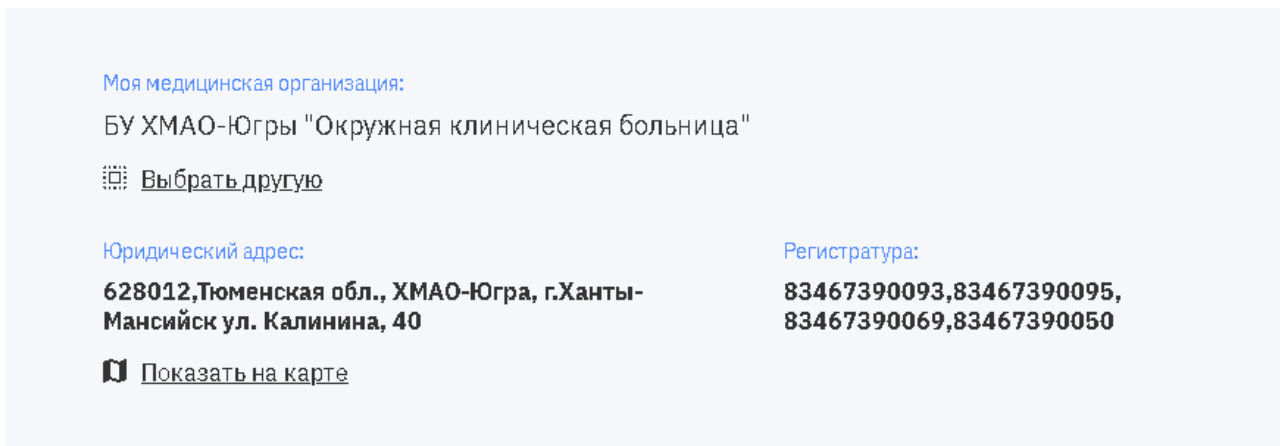 Моя медицинская организация:
БУ ХМАО-Югры "Окружная клиническая больница"
Выбрать другую
Юридический адрес:
628012,Тюменская обл., ХМАО-Югра, г.Ханты-
Мансийск ул. Калинина, 40
Показать на карте
Регистратура:
83467390093,83467390095,
83467390069,83467390050